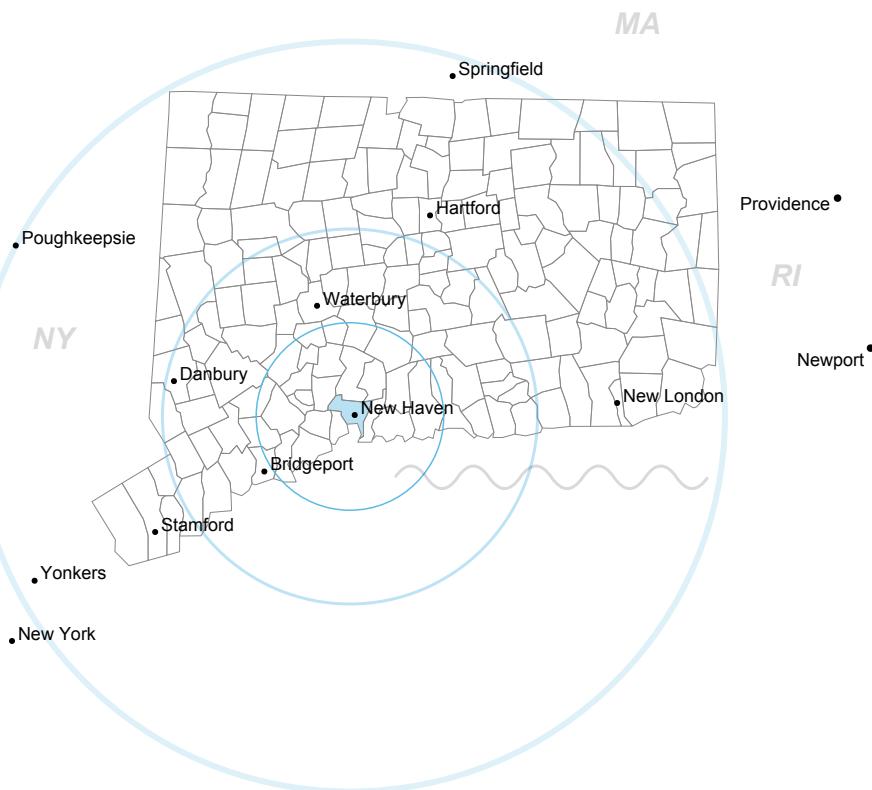 MA
Springfield
Providence
Hartford
Poughkeepsie
RI
Waterbury
NY
Newport
Danbury
New London
New Haven
Bridgeport
Stamford
Yonkers
New York